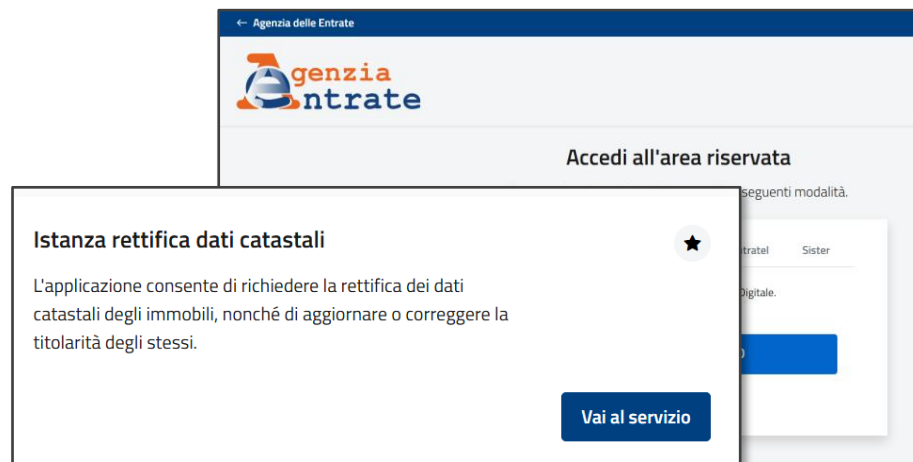 ← Agenzia delle Entrate
Agenzia
Entrate
Accedi all'area riservata
seguenti modalità.
Istanza rettifica dati catastali
L'applicazione consente di richiedere la rettifica dei dati
catastali degli immobili, nonché di aggiornare o correggere la
titolarità degli stessi.
Vai al servizio
Sister
Digitale.